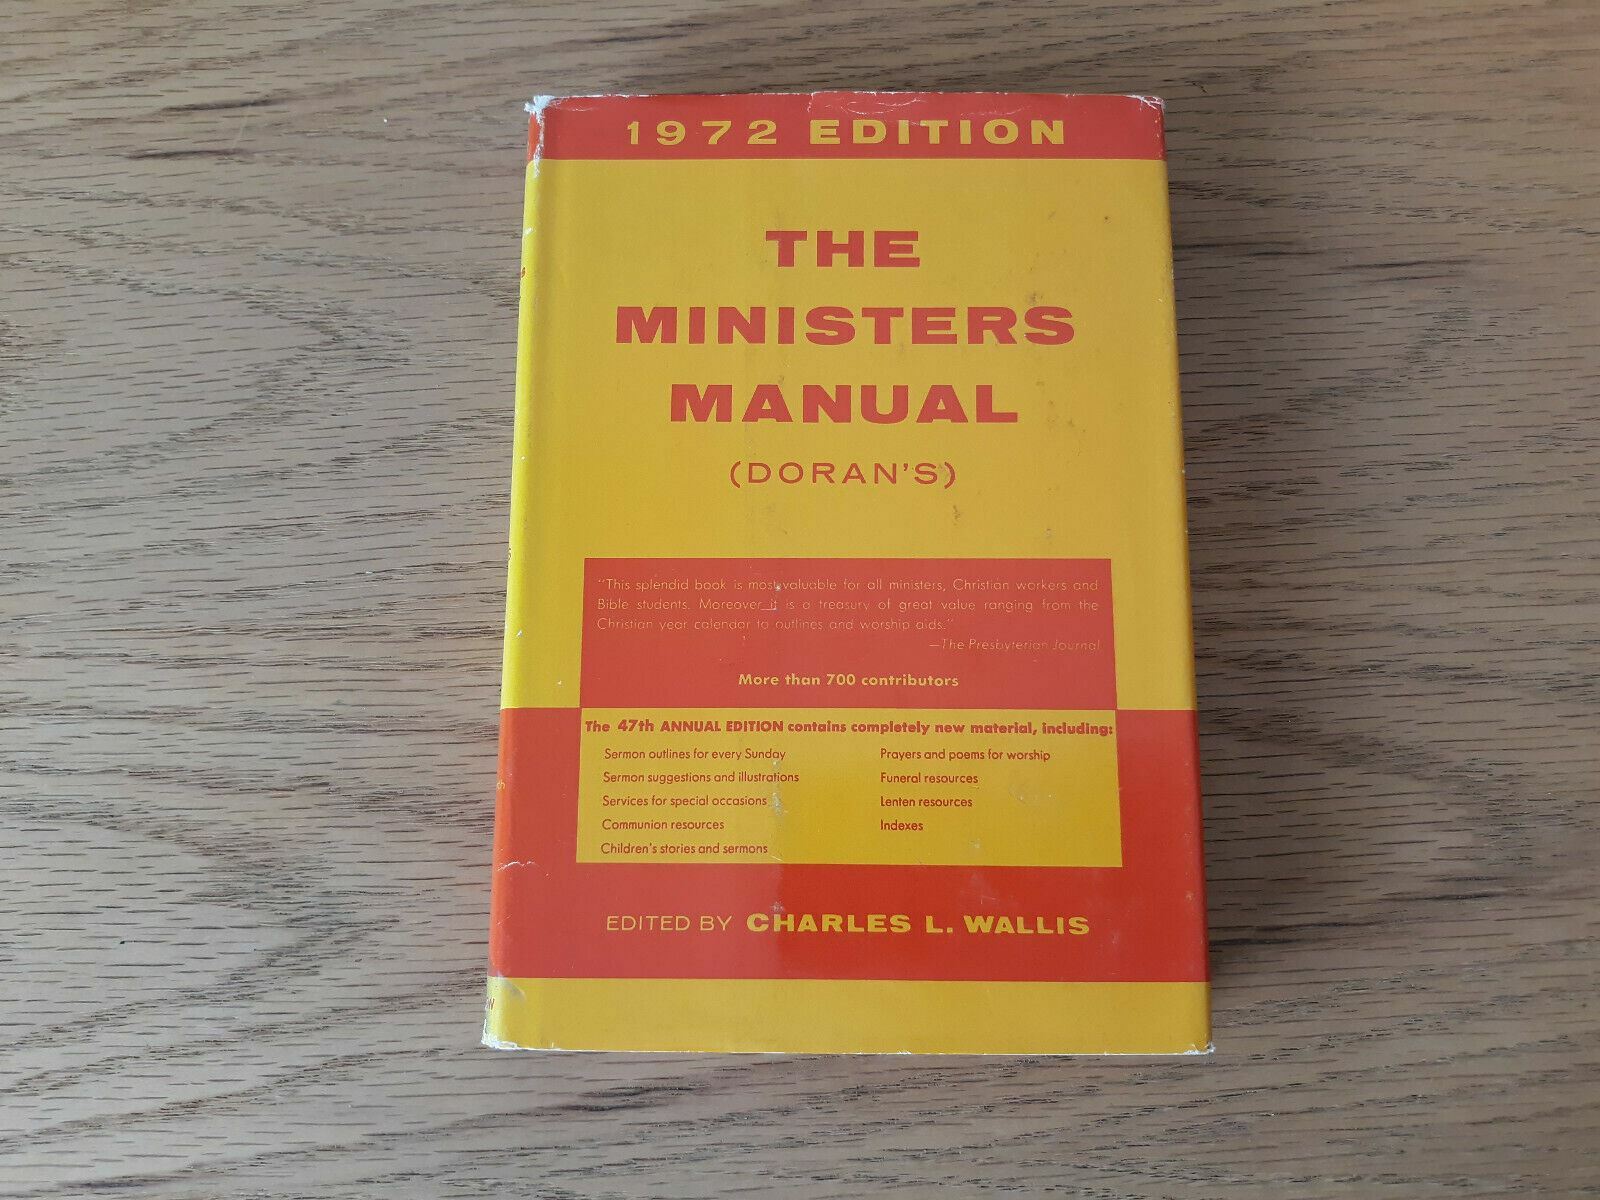 1972 EDITION
THE
MINISTERS
MANUAL
(DORAN'S)
"This splendid book is most valuable for all ministers, Christian workers and
Bible students. Moreover it is a treasury of great value ranging from the
Christian year calendar to outlines and worship aids."
—The Presbyterian Journal
More than 700 contributors
The 47th ANNUAL EDITION contains completely new material, including:
Sermon outlines for every Sunday
Sermon suggestions and illustrations
Services for special occasions
Communion resources
Children's stories and sermons
Prayers and poems for worship
Funeral resources
Lenten resources
Indexes
EDITED BY CHARLES L. WALLIS